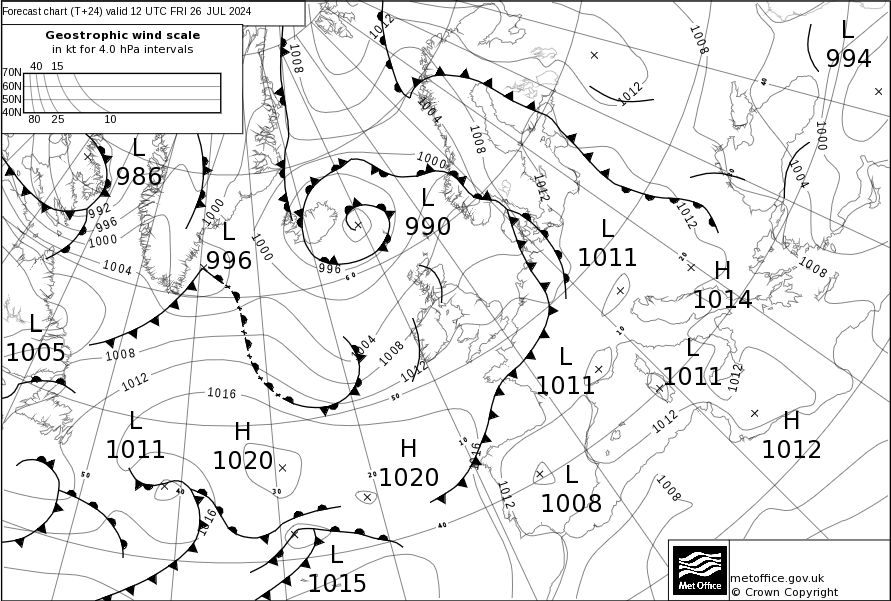 Forecast chart (T+24) valid 12 UTC FRI 26 JUL 2024
Geostrophic wind scale
in kt for 4.0 hPa intervals
40 15
70N
60N
50N
40N
80 25 10
1012
1008
1008
L
994
1012
1004
1000
1008
1000
1004
L
986
1012
L
990
992
996
1000
1000
1012
L
996
1000
L
1011
1004
996
60
H
1014
1008
L
1005
1008
1004
1008
10
L
1011
L
1011
1012
1012
1012
1016
50
L
1011
H
1020
H
1020
1012
H
1012
10
1016
50
40
30
20
L
1008
1012
1008
1016
40
L
1015
Met Office
metoffice.gov.uk
© Crown Copyright